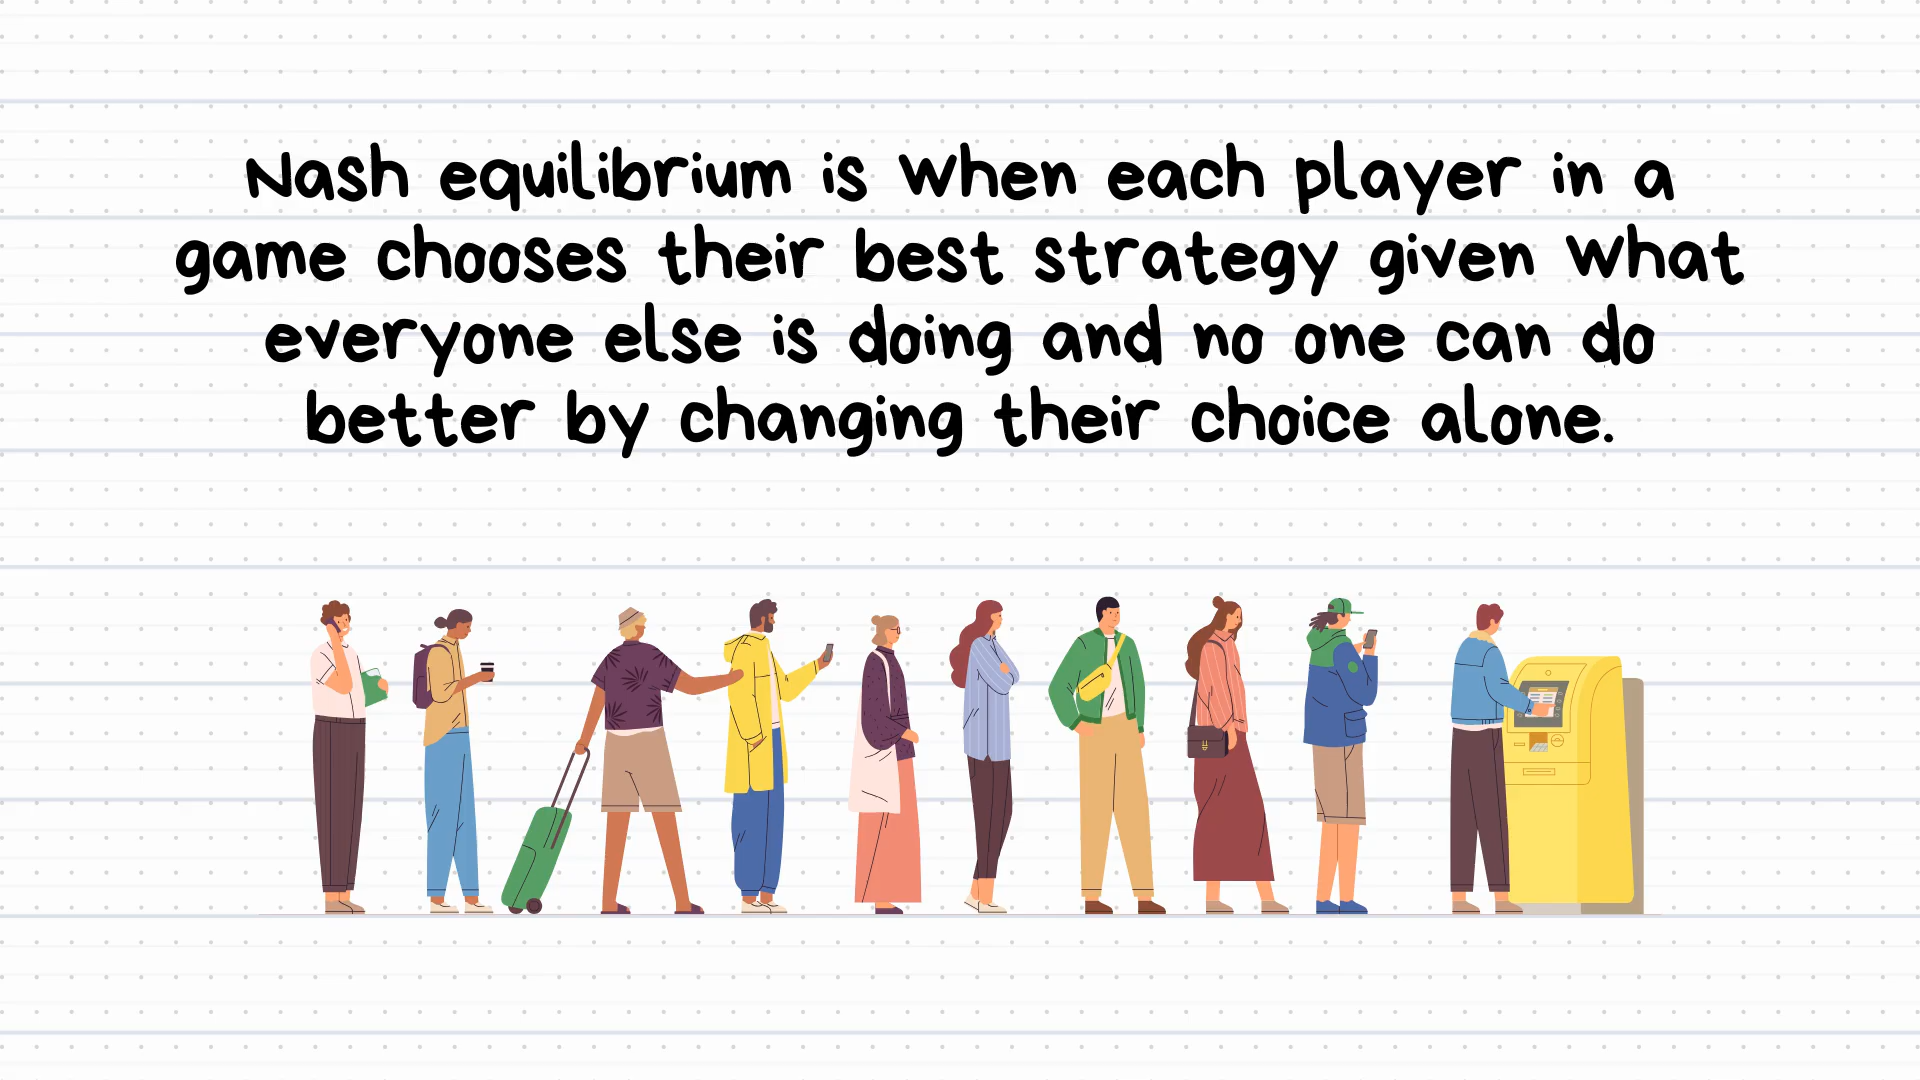 Nash equilibrium is when each player in a
game chooses their best strategy given what
everyone else is doing and no one can do
better by changing their choice alone.